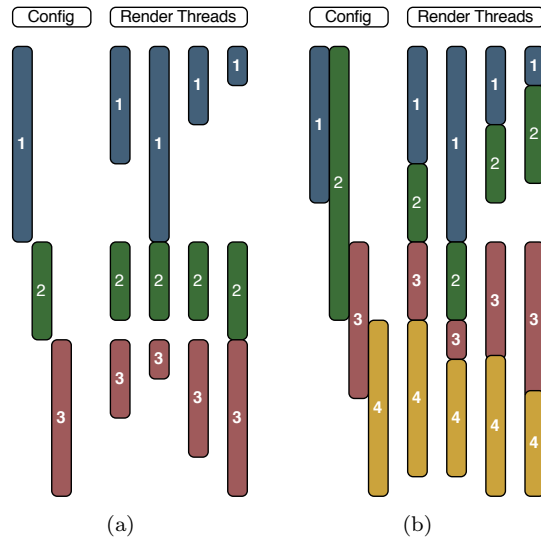 Config Render Threads Config Render Threads
1 1 1 1 1 1 2 1 1 1 1
2 2 2 2 2 2 2 2 2
3 3 3 3 3 3 3 3 3 3
4 4 4 4 4
(a) (b)